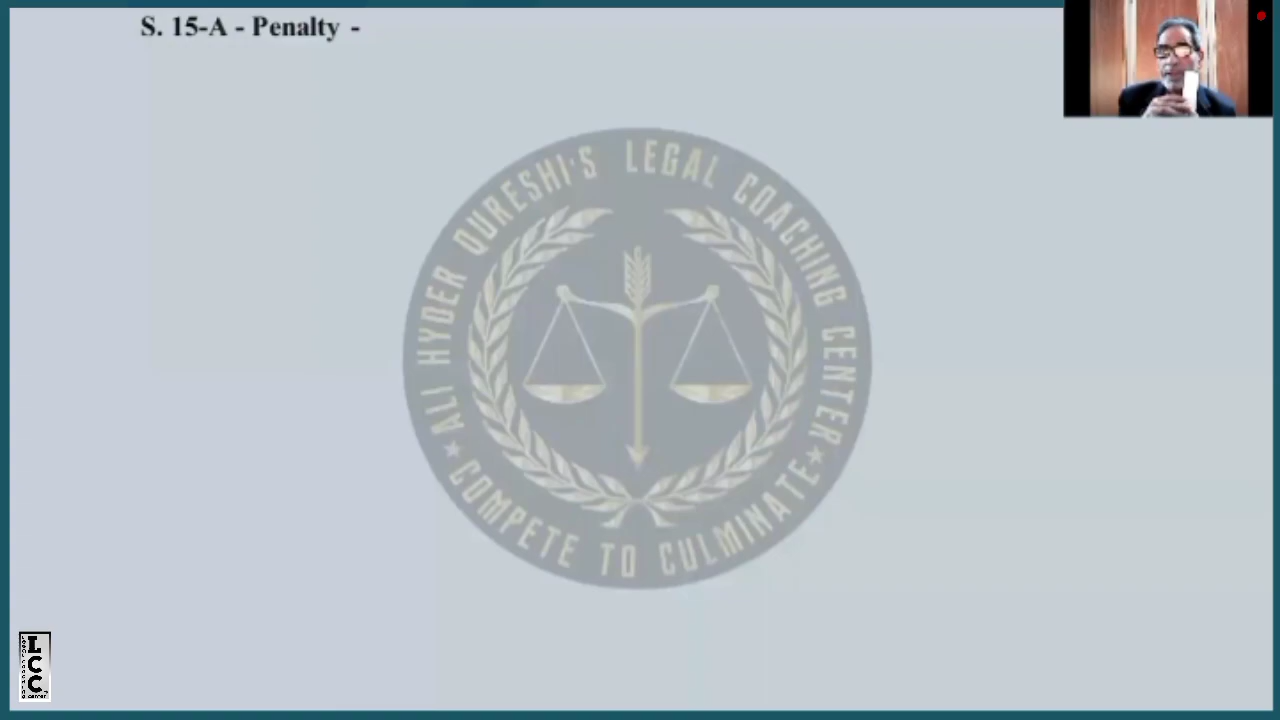 S. 15-A - Penalty -
ALI HYDER QURESHI'S LEGAL COACHING CENTER
★ COMPETE TO CULMINATE ★
LCC